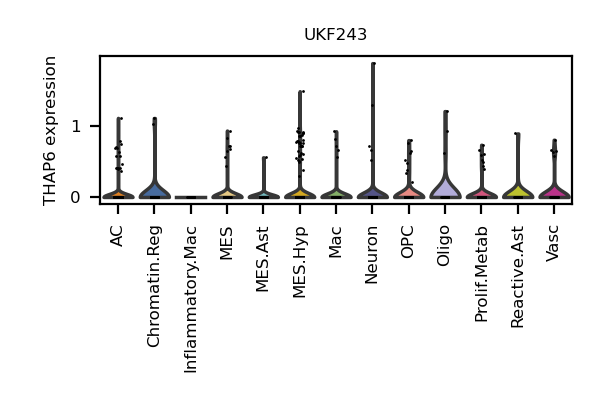 UKF243
THAP6 expression
1
0
AC
Chromatin.Reg
Inflammatory.Mac
MES
MES.Ast
MES.Hyp
Mac
Neuron
OPC
Oligo
Prolif.Metab
Reactive.Ast
Vasc